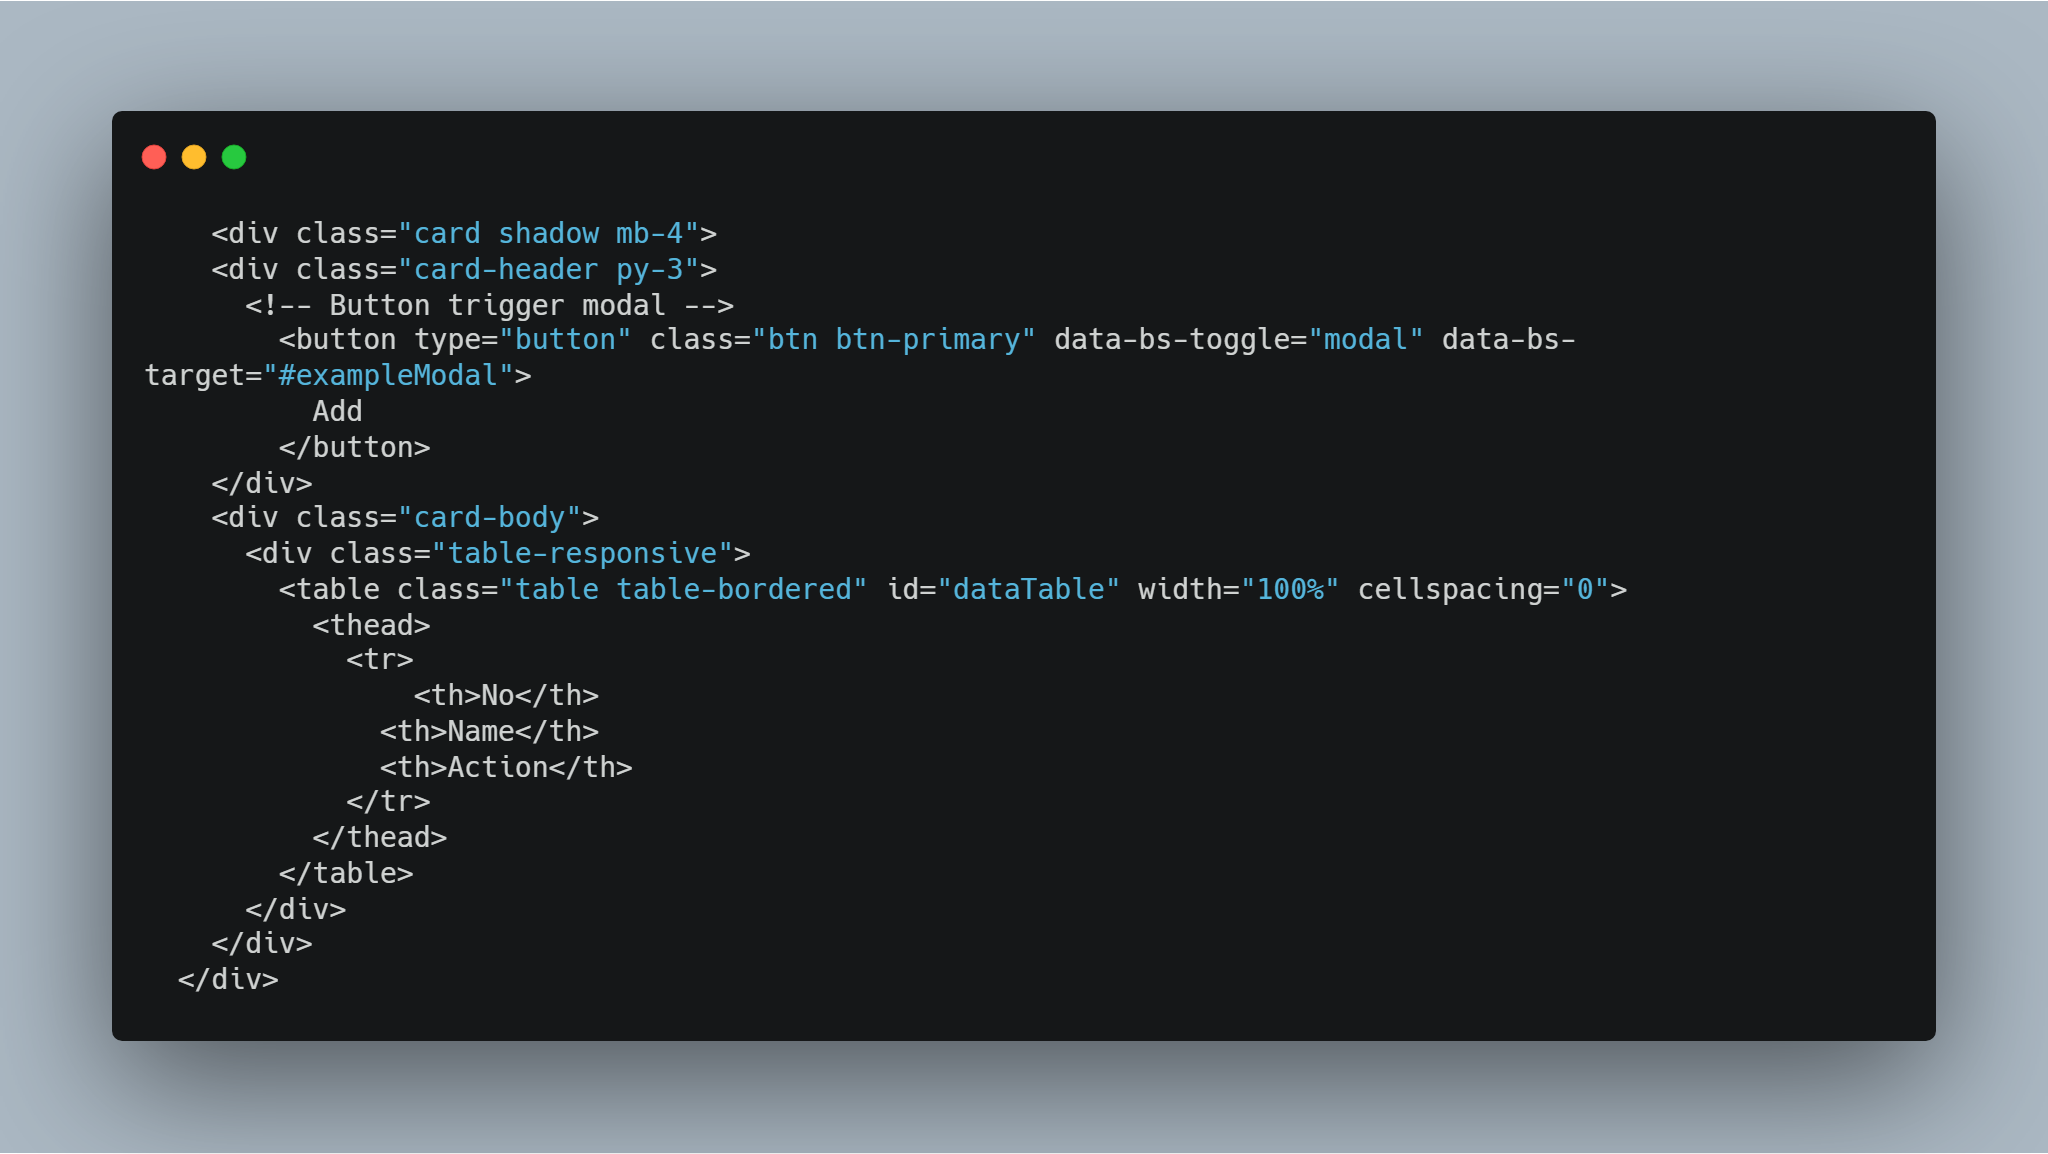 <div class="card shadow mb-4">
    <div class="card-header py-3">
      <!-- Button trigger modal -->
        <button type="button" class="btn btn-primary" data-bs-toggle="modal" data-bs-
target="#exampleModal">
          Add
        </button>
    </div>
    <div class="card-body">
      <div class="table-responsive">
        <table class="table table-bordered" id="dataTable" width="100%" cellspacing="0">
          <thead>
            <tr>
                <th>No</th>
              <th>Name</th>
              <th>Action</th>
            </tr>
          </thead>
        </table>
      </div>
    </div>
  </div>